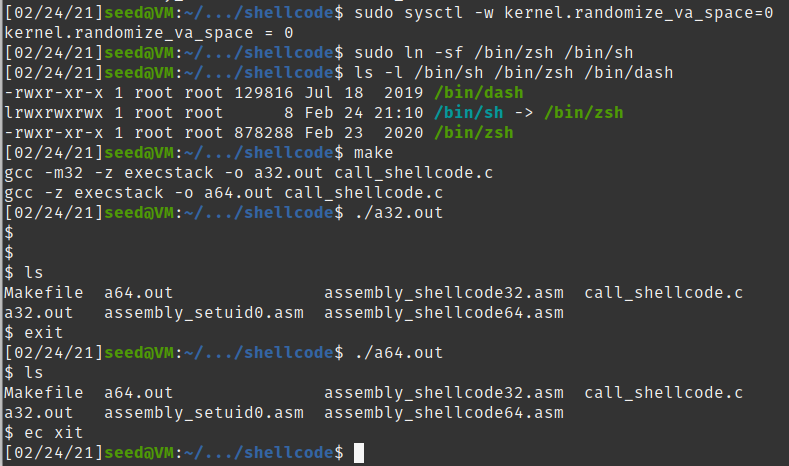 [02/24/21]seed@VM:~/.../shellcode$ sudo sysctl -w kernel.randomize_va_space=0
kernel.randomize_va_space = 0
[02/24/21]seed@VM:~/.../shellcode$ sudo ln -sf /bin/zsh /bin/sh
[02/24/21]seed@VM:~/.../shellcode$ ls -l /bin/sh /bin/zsh /bin/dash
-rwxr-xr-x 1 root root 129816 Jul 18  2019 /bin/dash
lrwxrwxrwx 1 root root      8 Feb 24 21:10 /bin/sh -> /bin/zsh
-rwxr-xr-x 1 root root 878288 Feb 23  2020 /bin/zsh
[02/24/21]seed@VM:~/.../shellcode$ make
gcc -m32 -z execstack -o a32.out call_shellcode.c
gcc -z execstack -o a64.out call_shellcode.c
[02/24/21]seed@VM:~/.../shellcode$ ./a32.out
$
$
$ ls
Makefile  a64.out               assembly_shellcode32.asm  call_shellcode.c
a32.out   assembly_setuid0.asm  assembly_shellcode64.asm
$ exit
[02/24/21]seed@VM:~/.../shellcode$ ./a64.out
$ ls
Makefile  a64.out               assembly_shellcode32.asm  call_shellcode.c
a32.out   assembly_setuid0.asm  assembly_shellcode64.asm
$ ec xit
[02/24/21]seed@VM:~/.../shellcode$